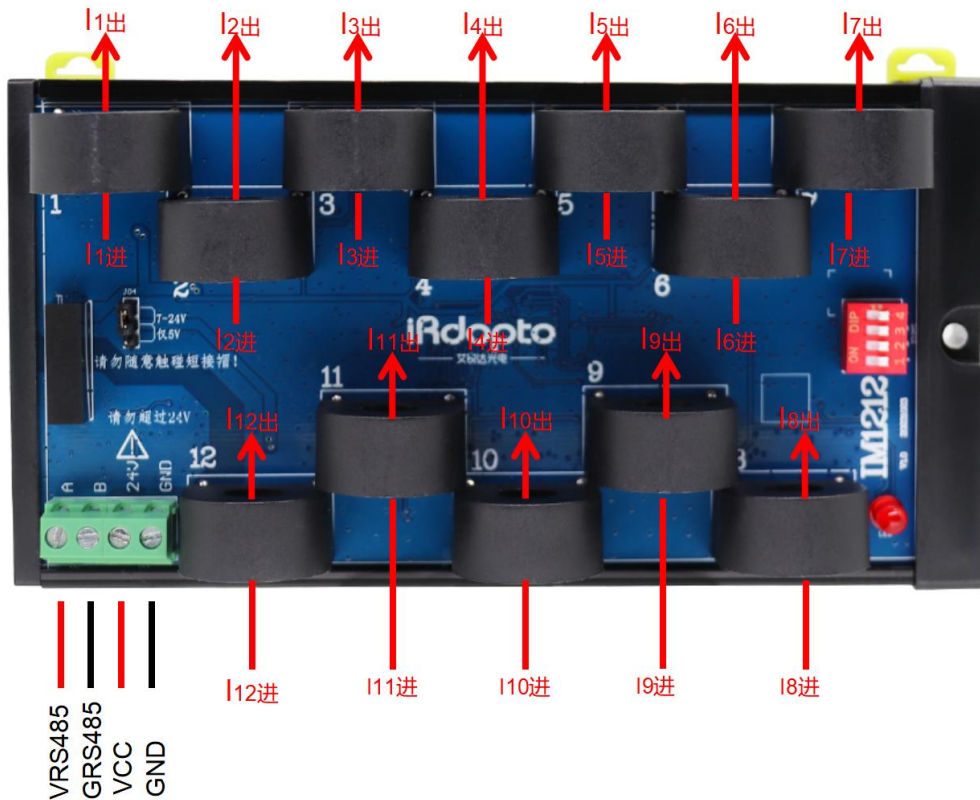 I1出
I2出
I3出
I4出
I5出
I6出
I7出
1
3
5
7
I1进
I3进
I5进
I7进
2
4
6
J04
7-24V
仅5V
I2进
I11出
I4进
I9出
I6进
iRdopto
艾锐达光电
请勿随意触碰短接帽！
ON DIP
1 2 3 4
11
9
请勿超过24V
I12出
I10出
I8出
12
10
IM1212
A
B
24V
GND
I12进
I11进
I10进
I9进
I8进
VRS485
GRS485
VCC
GND